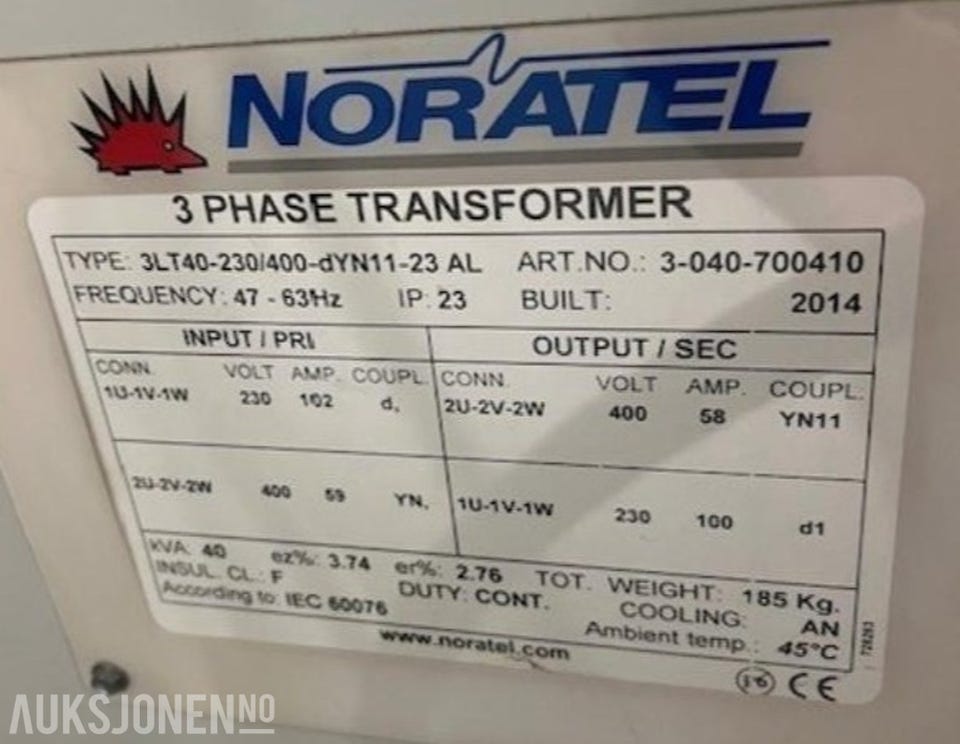 NORATEL
3 PHASE TRANSFORMER
TYPE: 3LT40-230/400-dYN11-23 AL ART.NO.: 3-040-700410
FREQUENCY: 47 - 63Hz IP: 23 BUILT: 2014
INPUT / PRI OUTPUT / SEC
CONN. VOLT AMP. COUPL. CONN. VOLT AMP. COUPL.
1U-1V-1W 230 102 d, 2U-2V-2W 400 58 YN11
2U-2V-2W 400 59 YN, 1U-1V-1W 230 100 d1
kVA: 40 ez%: 3.74 er%: 2.76 TOT. WEIGHT: 185 Kg.
INSUL. CL.: F DUTY: CONT. COOLING: AN
According to: IEC 60076 Ambient temp.: 45°C
www.noratel.com
CE
AUKSJONEN.NO